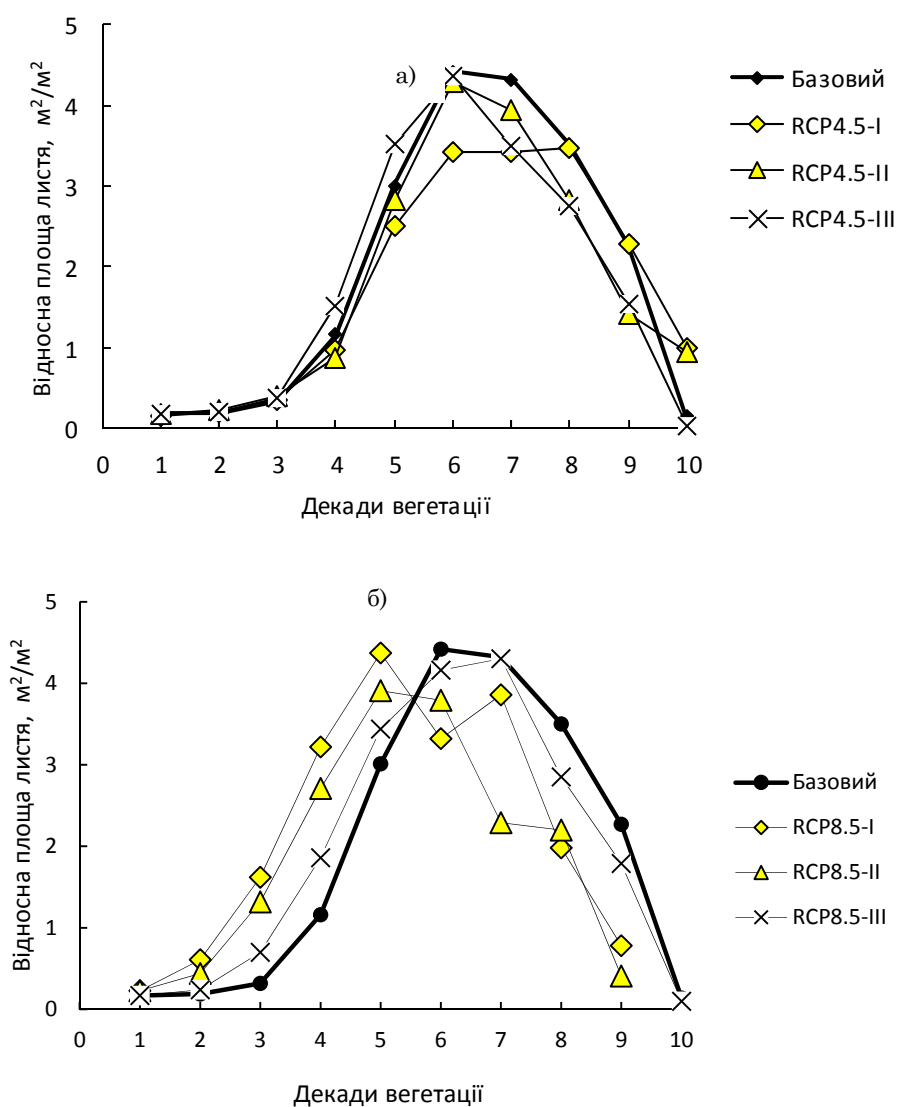 5
4
3
2
1
0
а)
Відносна площа листя, м²/м²
0 1 2 3 4 5 6 7 8 9 10
Декади вегетації
Базовий
RCP4.5-I
RCP4.5-II
RCP4.5-III
5
4
3
2
1
0
б)
Відносна площа листя, м²/м²
0 1 2 3 4 5 6 7 8 9 10
Декади вегетації
Базовий
RCP8.5-I
RCP8.5-II
RCP8.5-III